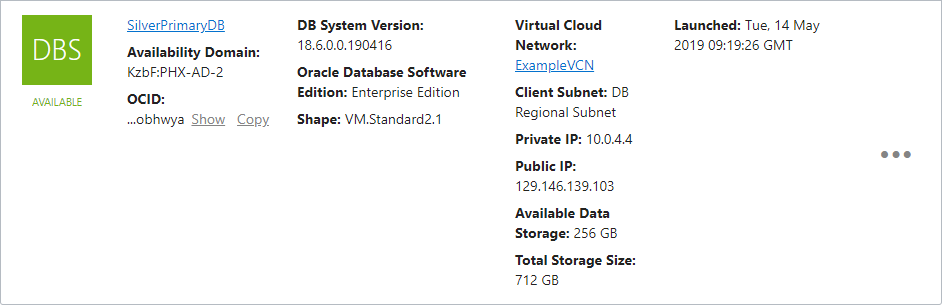 DBS
AVAILABLE
SilverPrimaryDB
Availability Domain:
KzbF:PHX-AD-2
OCID:
...obhwya Show Copy
DB System Version:
18.6.0.0.190416
Oracle Database Software
Edition: Enterprise Edition
Shape: VM.Standard2.1
Virtual Cloud
Network:
ExampleVCN
Client Subnet: DB
Regional Subnet
Private IP: 10.0.4.4
Public IP:
129.146.139.103
Available Data
Storage: 256 GB
Total Storage Size:
712 GB
Launched: Tue, 14 May
2019 09:19:26 GMT